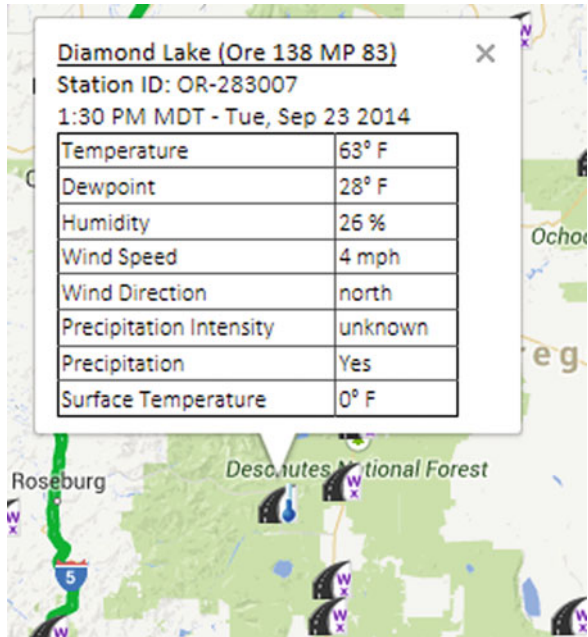 Diamond Lake (Ore 138 MP 83)
Station ID: OR-283007
1:30 PM MDT - Tue, Sep 23 2014
Temperature 63° F
Dewpoint 28° F
Humidity 26 %
Wind Speed 4 mph
Wind Direction north
Precipitation Intensity unknown
Precipitation Yes
Surface Temperature 0° F
Ochoc
reg
Deschutes National Forest
Roseburg
5
W
x
W
x
W
x
W
x
W
x
W
x